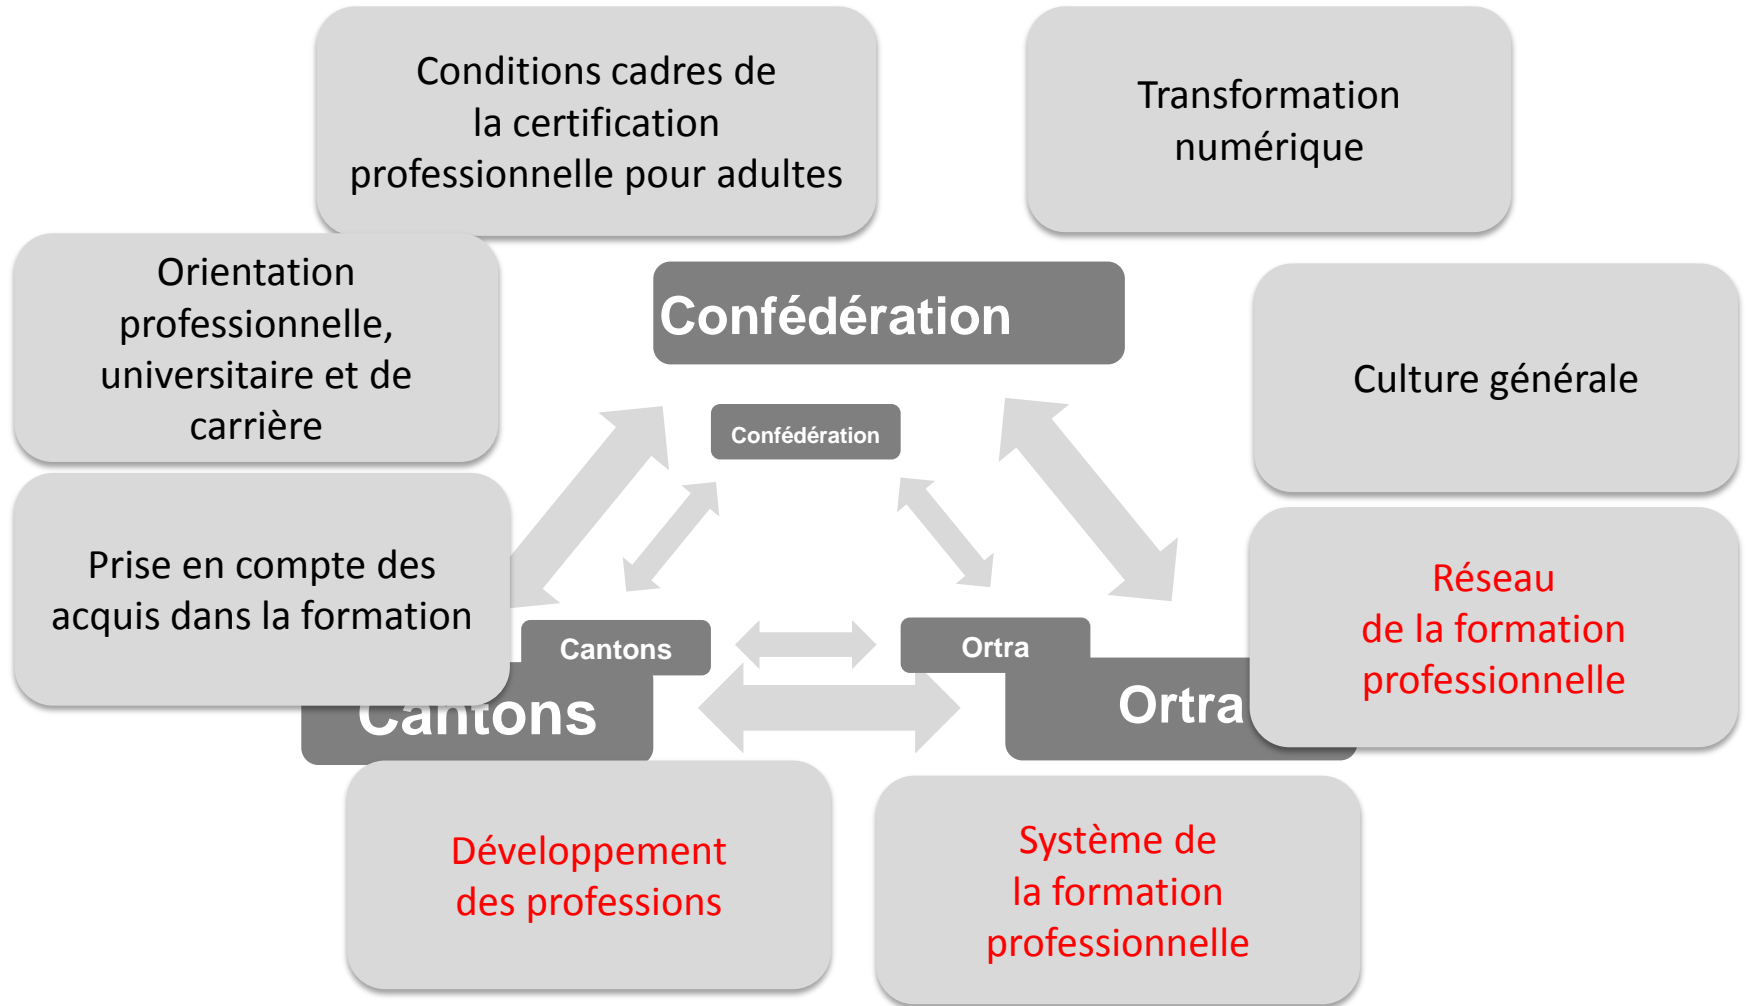 Conditions cadres de
la certification
professionnelle pour adultes
Transformation
numérique
Orientation
professionnelle,
universitaire et de
carrière
Confédération
Culture générale
Confédération
Prise en compte des
acquis dans la formation
Réseau
de la formation
professionnelle
Cantons
Ortra
Cantons
Ortra
Développement
des professions
Système de
la formation
professionnelle